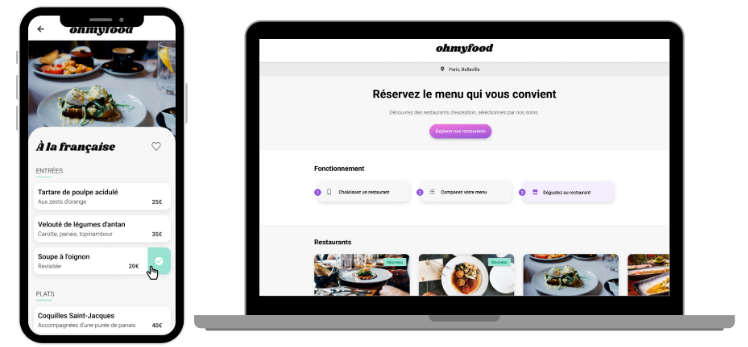 ohmyfood
À la française
ENTRÉES
Tartare de poulpe acidulé
Aux zests d'orange 25€
Velouté de légumes d'antan
Carotte, panais, topinambour 35€
Soupe à l'oignon
Revisitée 20€
PLATS
Coquilles Saint-Jacques
Accompagnées d'une purée de panais 40€
ohmyfood
Paris, Belleville
Réservez le menu qui vous convient
Découvrez des restaurants d'exception, sélectionnés par nos soins.
Explorer nos restaurants
Fonctionnement
1 Choisissez un restaurant 2 Composez votre menu 3 Dégustez au restaurant
Restaurants
Nouveau Nouveau